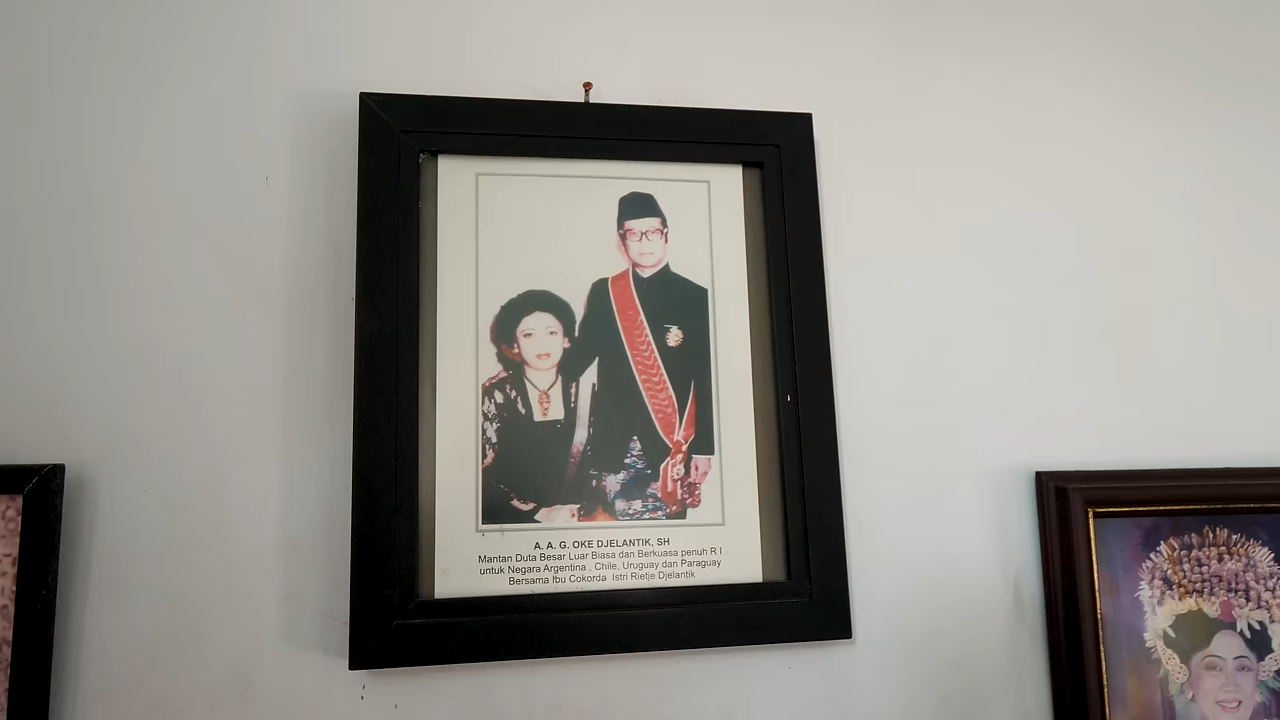 A. A. G. OKE DJELANTIK, SH
Mantan Duta Besar Luar Biasa dan Berkuasa penuh R I
untuk Negara Argentina , Chile, Uruguay dan Paraguay
Bersama Ibu Cokorda Istri Rietje Djelantik